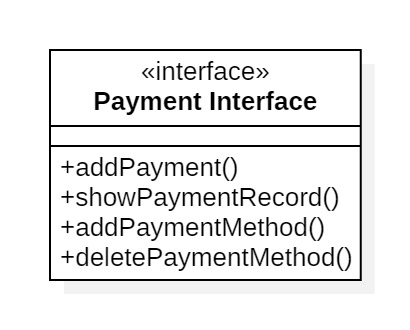 «interface»
Payment Interface
+addPayment()
+showPaymentRecord()
+addPaymentMethod()
+deletePaymentMethod()